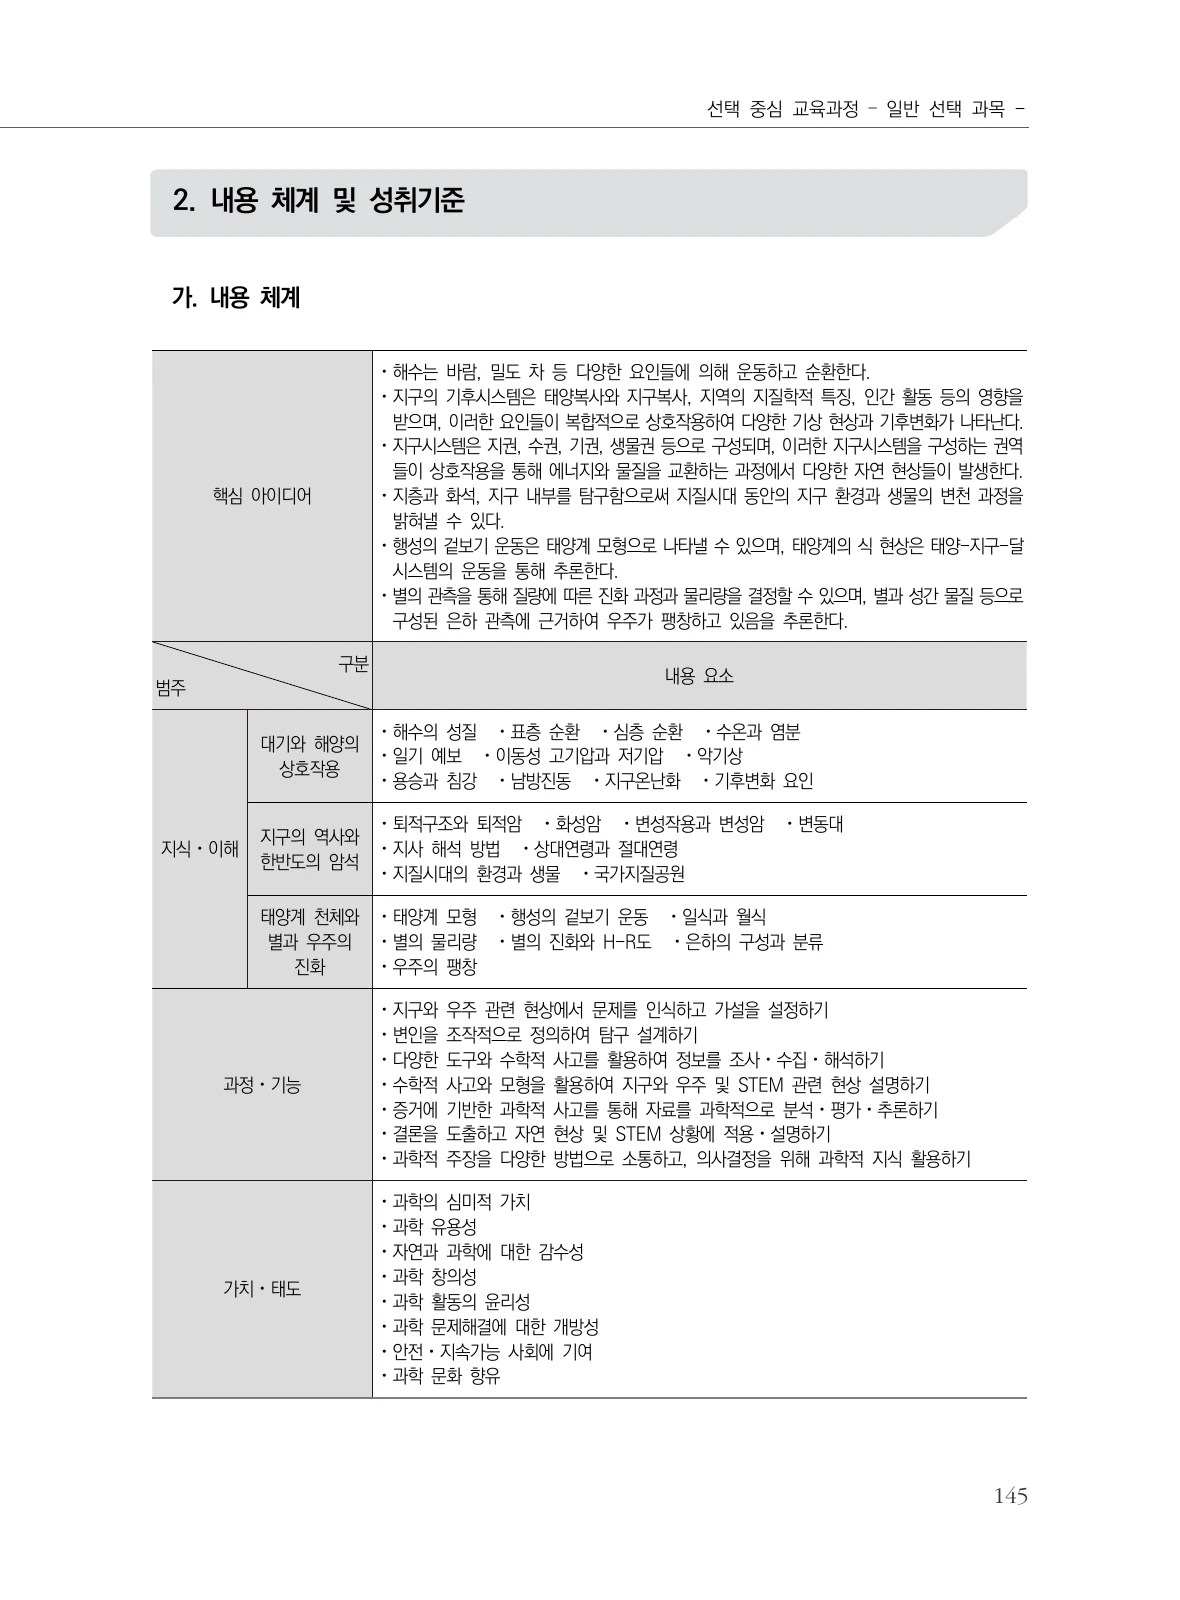 선택 중심 교육과정 - 일반 선택 과목 -
2. 내용 체계 및 성취기준
가. 내용 체계
핵심 아이디어
・해수는 바람, 밀도 차 등 다양한 요인들에 의해 운동하고 순환한다.
・지구의 기후시스템은 태양복사와 지구복사, 지역의 지질학적 특징, 인간 활동 등의 영향을
받으며, 이러한 요인들이 복합적으로 상호작용하여 다양한 기상 현상과 기후변화가 나타난다.
・지구시스템은 지권, 수권, 기권, 생물권 등으로 구성되며, 이러한 지구시스템을 구성하는 권역
들이 상호작용을 통해 에너지와 물질을 교환하는 과정에서 다양한 자연 현상들이 발생한다.
・지층과 화석, 지구 내부를 탐구함으로써 지질시대 동안의 지구 환경과 생물의 변천 과정을
밝혀낼 수 있다.
・행성의 겉보기 운동은 태양계 모형으로 나타낼 수 있으며, 태양계의 식 현상은 태양-지구-달
시스템의 운동을 통해 추론한다.
・별의 관측을 통해 질량에 따른 진화 과정과 물리량을 결정할 수 있으며, 별과 성간 물질 등으로
구성된 은하 관측에 근거하여 우주가 팽창하고 있음을 추론한다.
구분
범주
내용 요소
지식・이해
대기와 해양의
상호작용
・해수의 성질 ・표층 순환 ・심층 순환 ・수온과 염분
・일기 예보 ・이동성 고기압과 저기압 ・악기상
・용승과 침강 ・남방진동 ・지구온난화 ・기후변화 요인
지구의 역사와
한반도의 암석
・퇴적구조와 퇴적암 ・화성암 ・변성작용과 변성암 ・변동대
・지사 해석 방법 ・상대연령과 절대연령
・지질시대의 환경과 생물 ・국가지질공원
태양계 천체와
별과 우주의
진화
・태양계 모형 ・행성의 겉보기 운동 ・일식과 월식
・별의 물리량 ・별의 진화와 H-R도 ・은하의 구성과 분류
・우주의 팽창
과정・기능
・지구와 우주 관련 현상에서 문제를 인식하고 가설을 설정하기
・변인을 조작적으로 정의하여 탐구 설계하기
・다양한 도구와 수학적 사고를 활용하여 정보를 조사・수집・해석하기
・수학적 사고와 모형을 활용하여 지구와 우주 및 STEM 관련 현상 설명하기
・증거에 기반한 과학적 사고를 통해 자료를 과학적으로 분석・평가・추론하기
・결론을 도출하고 자연 현상 및 STEM 상황에 적용・설명하기
・과학적 주장을 다양한 방법으로 소통하고, 의사결정을 위해 과학적 지식 활용하기
가치・태도
・과학의 심미적 가치
・과학 유용성
・자연과 과학에 대한 감수성
・과학 창의성
・과학 활동의 윤리성
・과학 문제해결에 대한 개방성
・안전・지속가능 사회에 기여
・과학 문화 향유
145